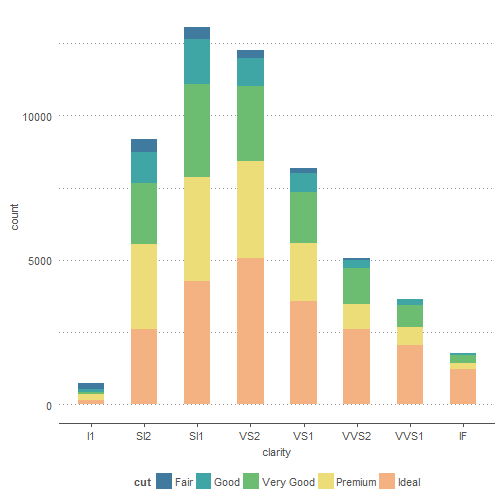 count
10000
5000
0
I1 SI2 SI1 VS2 VS1 VVS2 VVS1 IF
clarity
cut Fair Good Very Good Premium Ideal